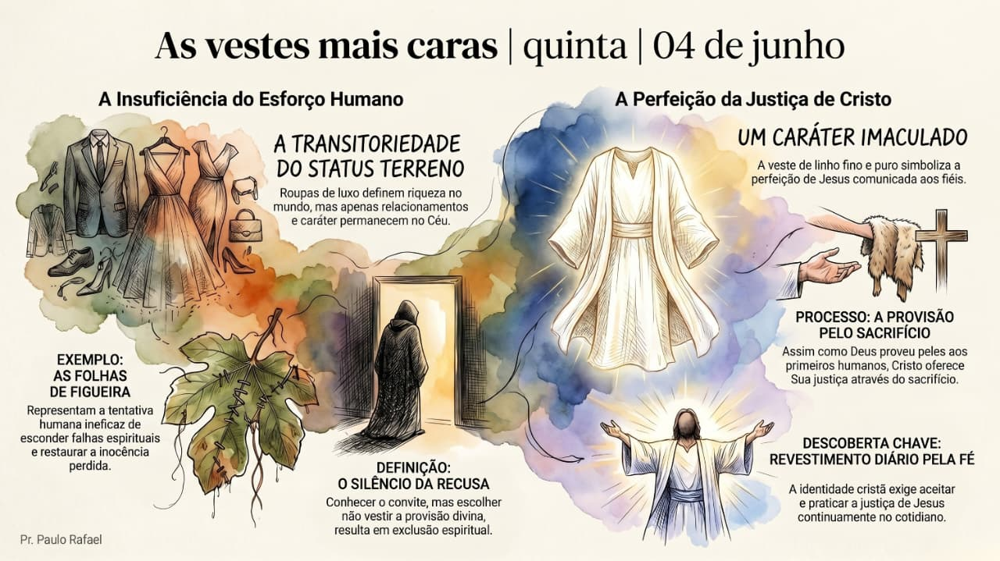 As vestes mais caras | quinta | 04 de junho
A Insuficiência do Esforço Humano
A TRANSITORIEDADE
DO STATUS TERRENO
Roupas de luxo definem riqueza no
mundo, mas apenas relacionamentos
e caráter permanecem no Céu.
EXEMPLO:
AS FOLHAS
DE FIGUEIRA
Representam a tentativa
humana ineficaz de
esconder falhas espirituais
e restaurar a inocência
perdida.
DEFINIÇÃO:
O SILÊNCIO DA RECUSA
Conhecer o convite, mas escolher
não vestir a provisão divina,
resulta em exclusão espiritual.
A Perfeição da Justiça de Cristo
UM CARÁTER IMACULADO
A veste de linho fino e puro simboliza a
perfeição de Jesus comunicada aos fiéis.
PROCESSO: A PROVISÃO
PELO SACRIFÍCIO
Assim como Deus proveu peles aos
primeiros humanos, Cristo oferece
Sua justiça através do sacrifício.
DESCOBERTA CHAVE:
REVESTIMENTO DIÁRIO PELA FÉ
A identidade cristã exige aceitar
e praticar a justiça de Jesus
continuamente no cotidiano.
Pr. Paulo Rafael